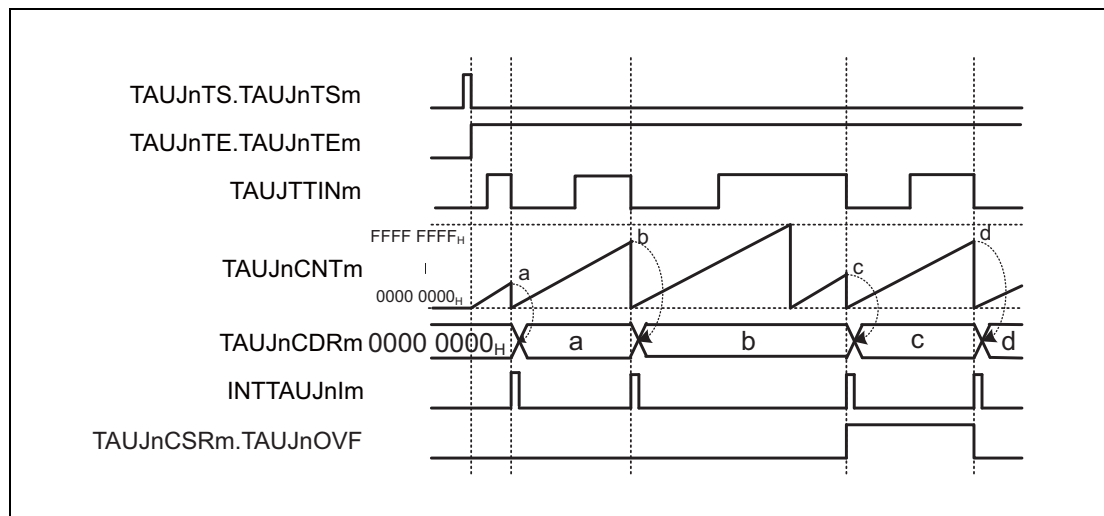 TAUJnTS.TAUJnTSm
TAUJnTE.TAUJnTEm
TAUJTTINm
FFFF FFFFH
TAUJnCNTm
0000 0000H
a
b
c
d
TAUJnCDRm 0000 0000H a b c d
INTTAUJnIm
TAUJnCSRm.TAUJnOVF